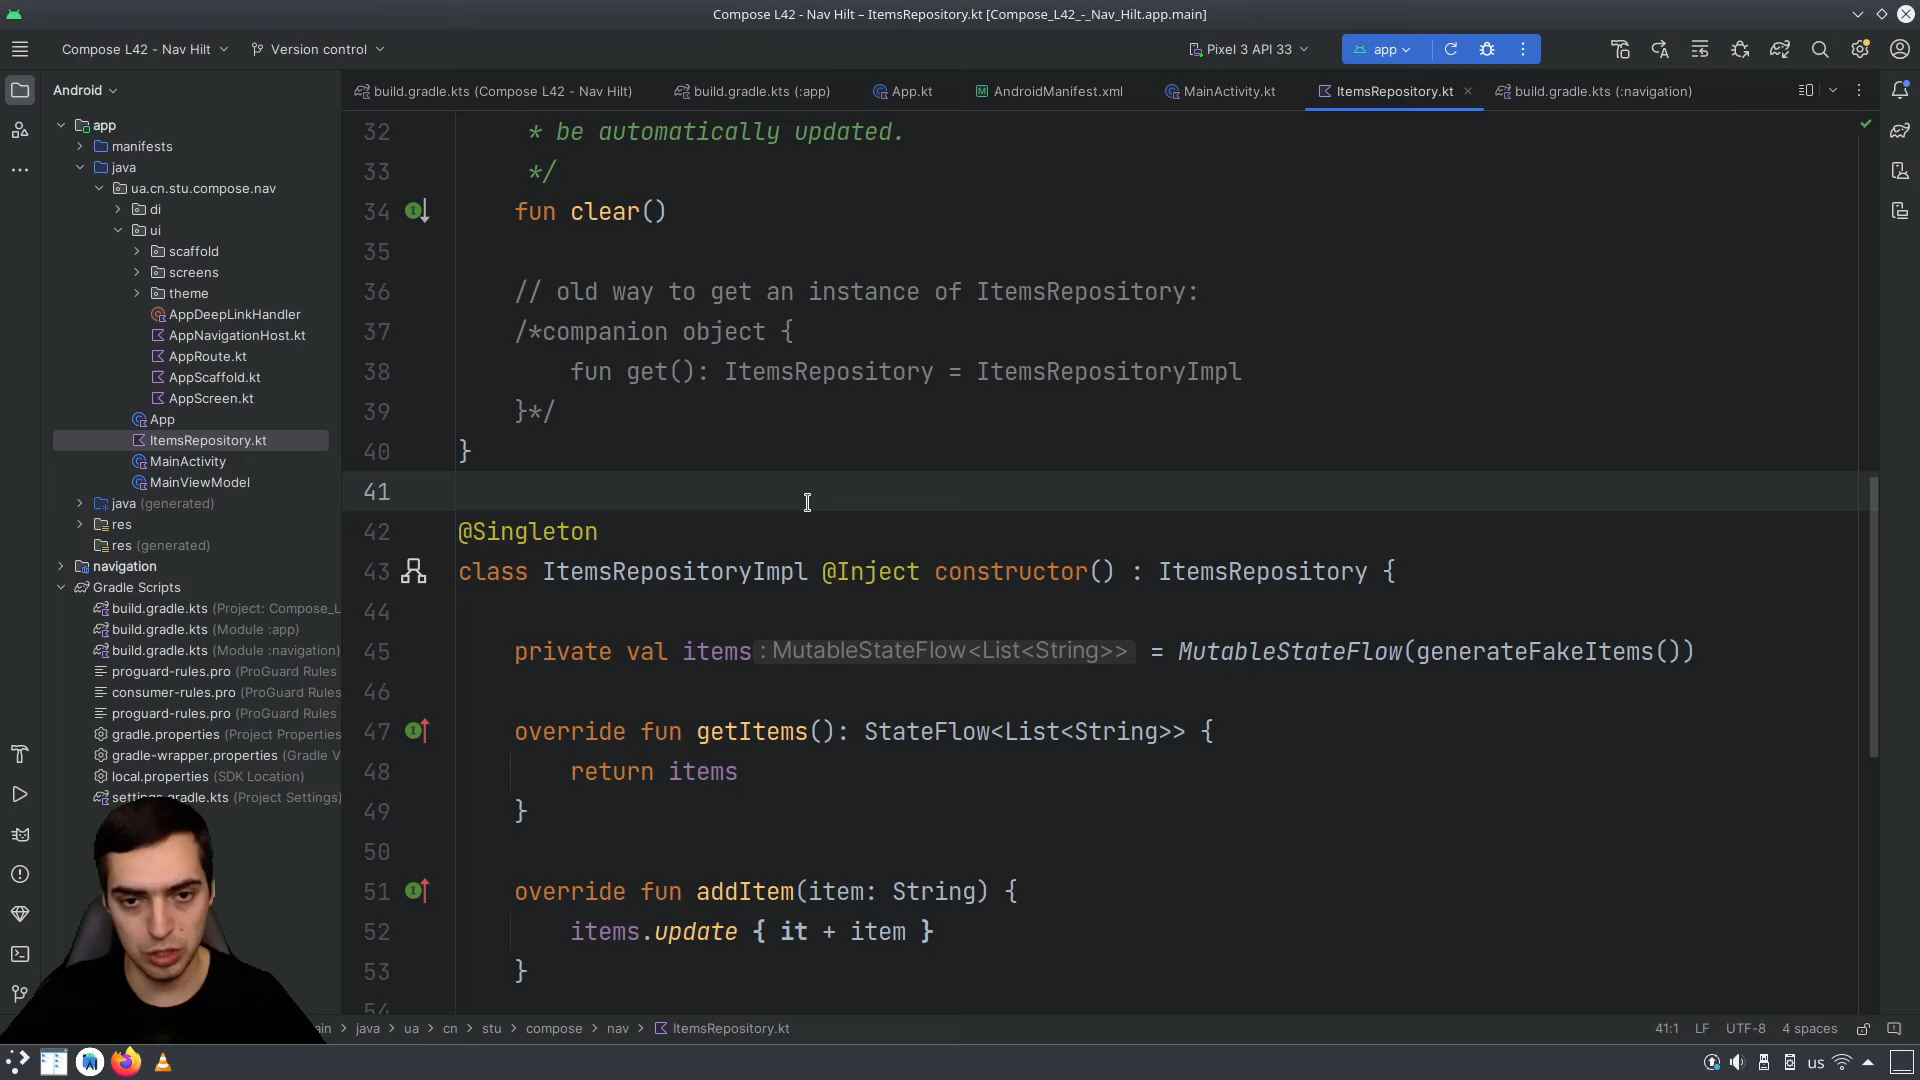 Compose L42 - Nav Hilt – ItemsRepository.kt [Compose_L42_-_Nav_Hilt.app.main]
Compose L42 - Nav Hilt
Version control
Pixel 3 API 33
app
Android
build.gradle.kts (Compose L42 - Nav Hilt)
build.gradle.kts (:app)
App.kt
AndroidManifest.xml
MainActivity.kt
ItemsRepository.kt
build.gradle.kts (:navigation)
app
manifests
java
ua.cn.stu.compose.nav
di
ui
scaffold
screens
theme
AppDeepLinkHandler
AppNavigationHost.kt
AppRoute.kt
AppScaffold.kt
AppScreen.kt
App
ItemsRepository.kt
MainActivity
MainViewModel
java (generated)
res
res (generated)
navigation
Gradle Scripts
build.gradle.kts (Project: Compose_L
build.gradle.kts (Module :app)
build.gradle.kts (Module :navigation)
proguard-rules.pro (ProGuard Rules
consumer-rules.pro (ProGuard Rules
proguard-rules.pro (ProGuard Rules
gradle.properties (Project Properties
gradle-wrapper.properties (Gradle V
local.properties (SDK Location)
settings.gradle.kts (Project Settings)
32 * be automatically updated.
33 */
34 fun clear()
35
36 // old way to get an instance of ItemsRepository:
37 /*companion object {
38 fun get(): ItemsRepository = ItemsRepositoryImpl
39 }*/
40 }
41
42 @Singleton
43 class ItemsRepositoryImpl @Inject constructor() : ItemsRepository {
44
45 private val items : MutableStateFlow<List<String>> = MutableStateFlow(generateFakeItems())
46
47 override fun getItems(): StateFlow<List<String>> {
48 return items
49 }
50
51 override fun addItem(item: String) {
52 items.update { it + item }
53 }
54
ain > java > ua > cn > stu > compose > nav > ItemsRepository.kt
41:1 LF UTF-8 4 spaces
us